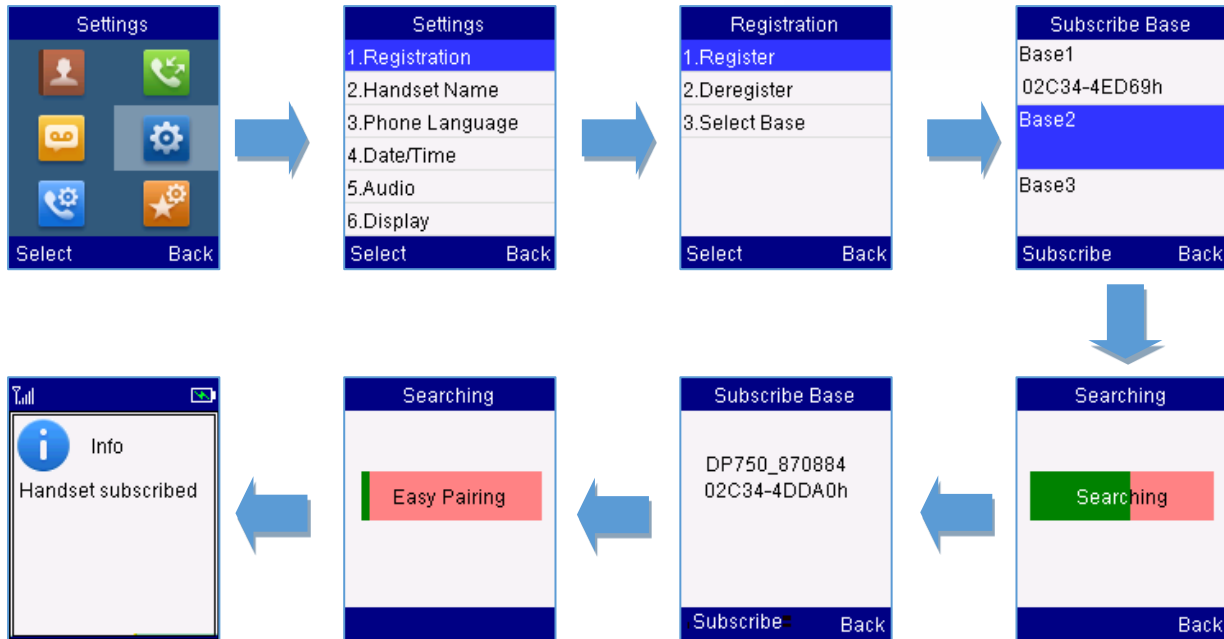 Settings
Select Back
Settings
1.Registration
2.Handset Name
3.Phone Language
4.Date/Time
5.Audio
6.Display
Select Back
Registration
1.Register
2.Deregister
3.Select Base
Select Back
Subscribe Base
Base1
02C34-4ED69h
Base2
Base3
Subscribe Back
Searching
Searching
Back
Subscribe Base
DP750_870884
02C34-4DDA0h
Subscribe Back
Searching
Easy Pairing
Info
Handset subscribed